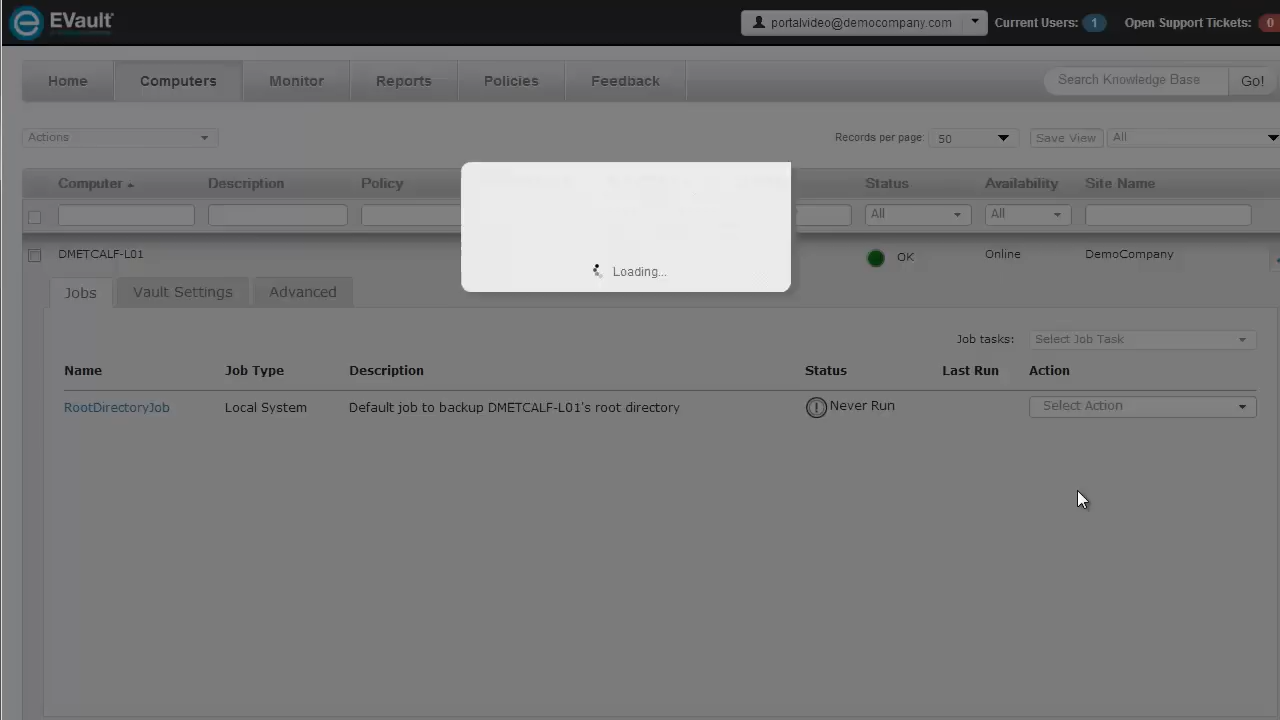 EVault
portalvideo@democompany.com
Current Users: 1
Open Support Tickets: 0
Home
Computers
Monitor
Reports
Policies
Feedback
Search Knowledge Base
Go!
Actions
Records per page: 50
Save View
All
Computer
Description
Policy
Status
Availability
Site Name
All
All
DMETCALF-L01
OK
Online
DemoCompany
Loading...
Jobs
Vault Settings
Advanced
Job tasks: Select Job Task
Name
Job Type
Description
Status
Last Run
Action
RootDirectoryJob
Local System
Default job to backup DMETCALF-L01's root directory
Never Run
Select Action